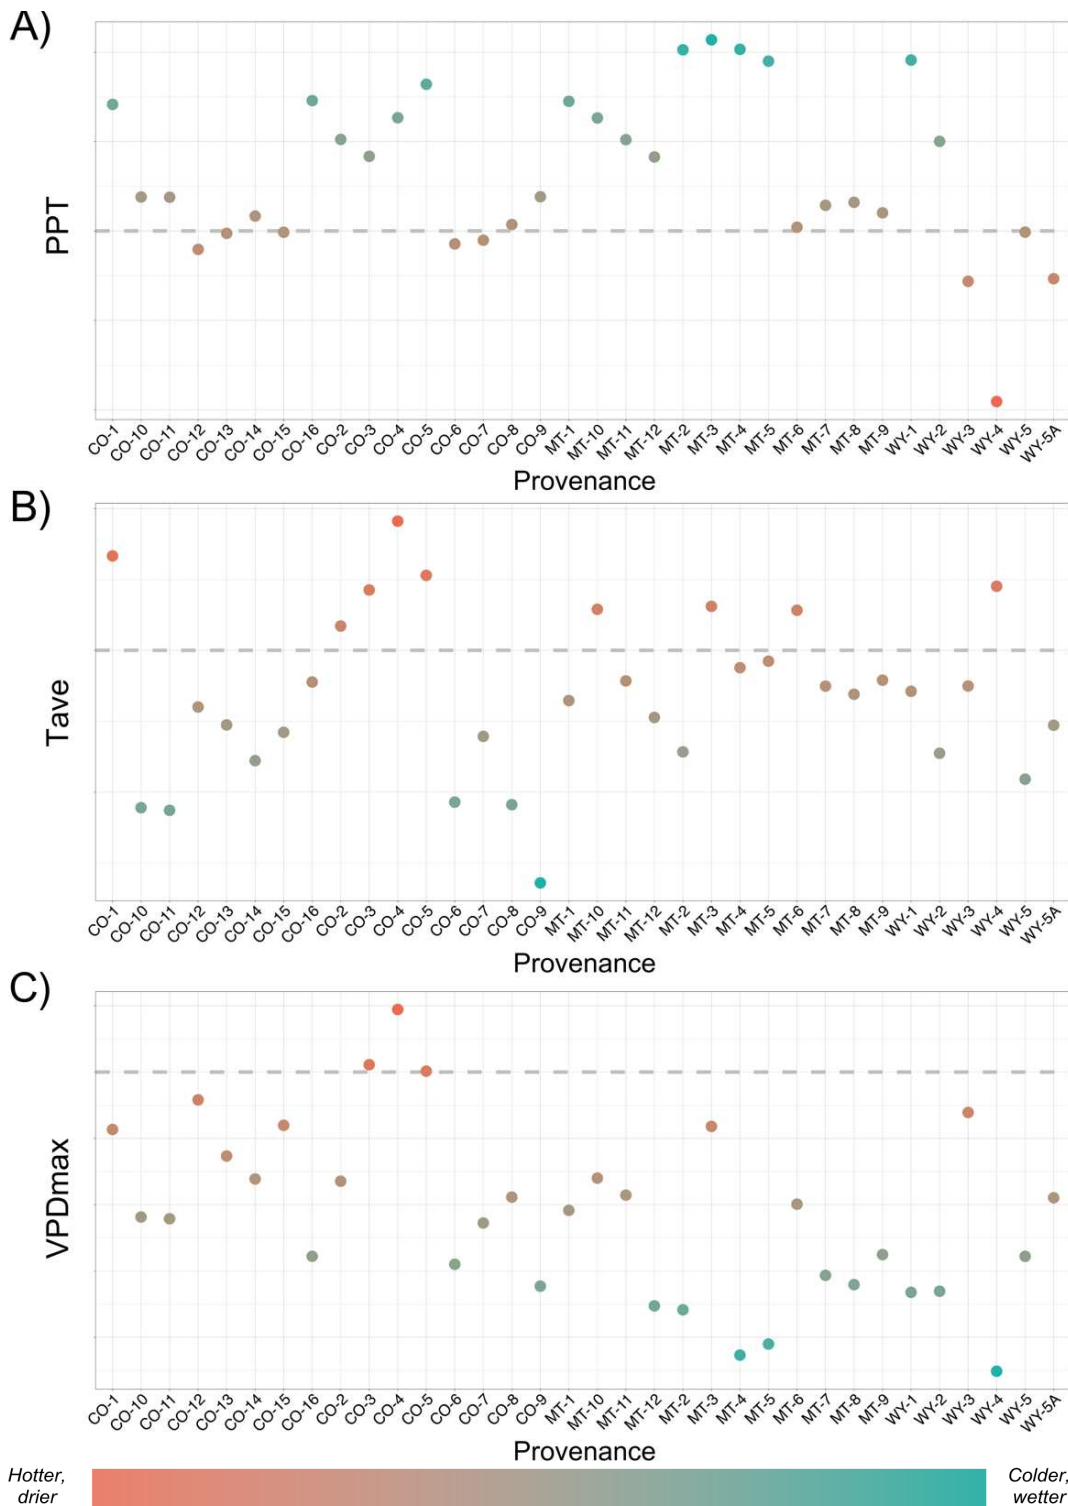 A)
PPT
CO-1 CO-10 CO-11 CO-12 CO-13 CO-14 CO-15 CO-16 CO-2 CO-3 CO-4 CO-5 CO-6 CO-7 CO-8 CO-9 MT-1 MT-10 MT-11 MT-12 MT-2 MT-3 MT-4 MT-5 MT-6 MT-7 MT-8 MT-9 WY-1 WY-2 WY-3 WY-4 WY-5 WY-5A
Provenance
B)
Tave
CO-1 CO-10 CO-11 CO-12 CO-13 CO-14 CO-15 CO-16 CO-2 CO-3 CO-4 CO-5 CO-6 CO-7 CO-8 CO-9 MT-1 MT-10 MT-11 MT-12 MT-2 MT-3 MT-4 MT-5 MT-6 MT-7 MT-8 MT-9 WY-1 WY-2 WY-3 WY-4 WY-5 WY-5A
Provenance
C)
VPDmax
CO-1 CO-10 CO-11 CO-12 CO-13 CO-14 CO-15 CO-16 CO-2 CO-3 CO-4 CO-5 CO-6 CO-7 CO-8 CO-9 MT-1 MT-10 MT-11 MT-12 MT-2 MT-3 MT-4 MT-5 MT-6 MT-7 MT-8 MT-9 WY-1 WY-2 WY-3 WY-4 WY-5 WY-5A
Provenance
Hotter,
drier
Colder,
wetter